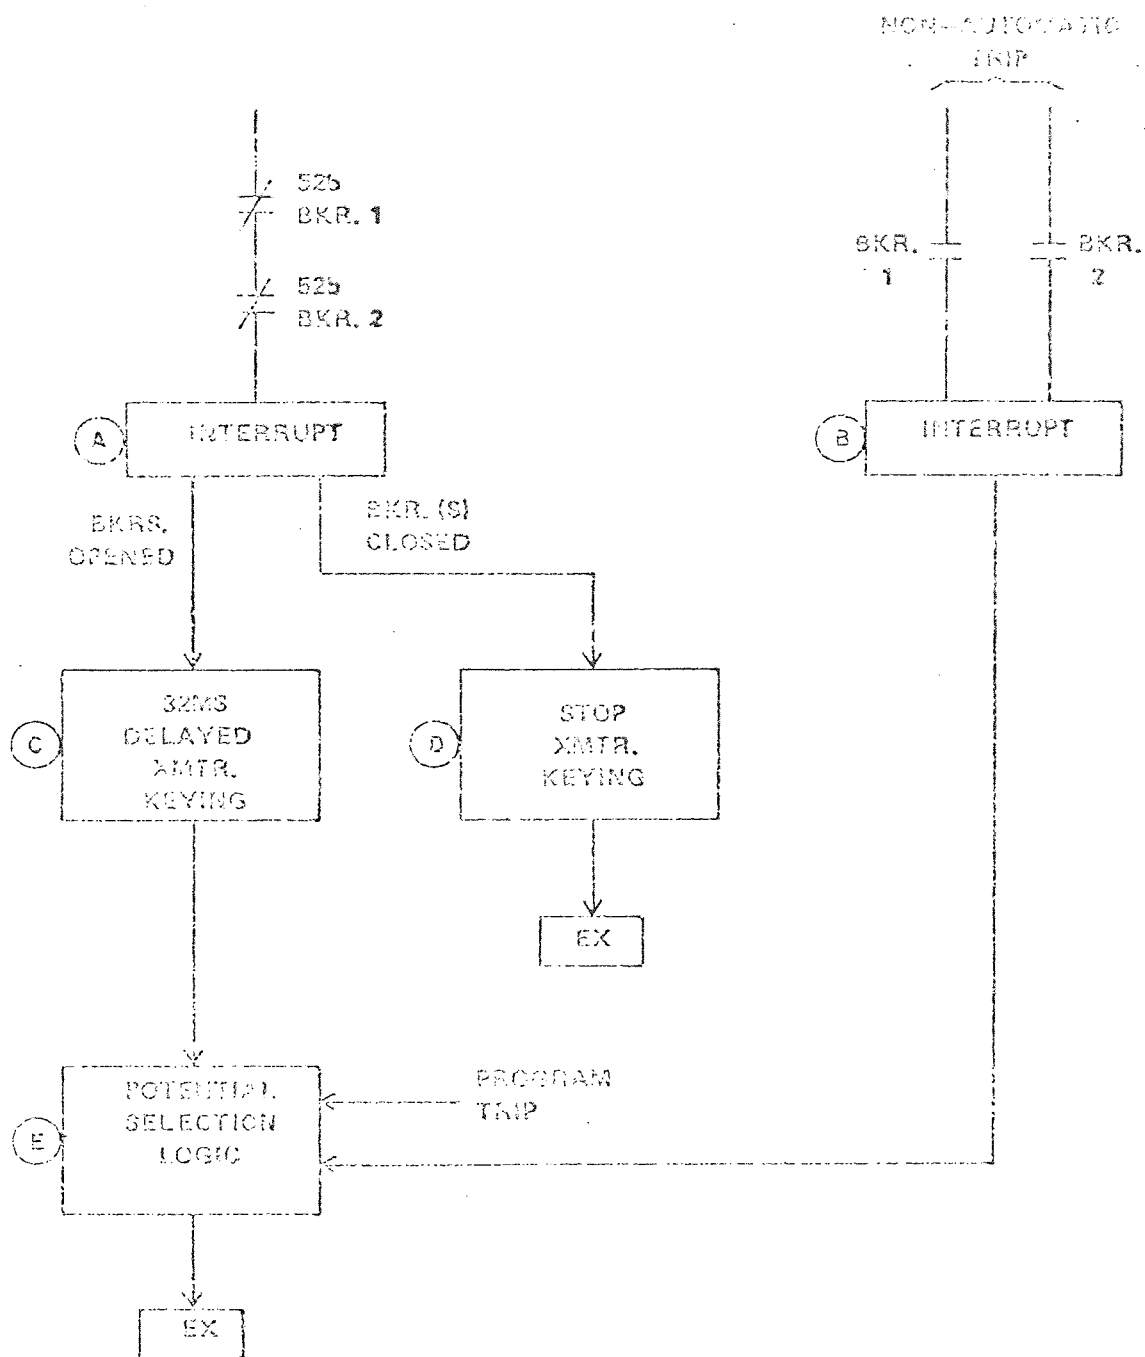 NON-AUTOMATIC
TRIP
52b
BKR. 1
52b
BKR. 2
BKR.
1
BKR.
2
A
INTERRUPT
B
INTERRUPT
BKRS.
OPENED
BKR. (S)
CLOSED
C
32MS
DELAYED
XMTR.
KEYING
D
STOP
XMTR.
KEYING
EX
E
POTENTIAL
SELECTION
LOGIC
PROGRAM
TRIP
EX